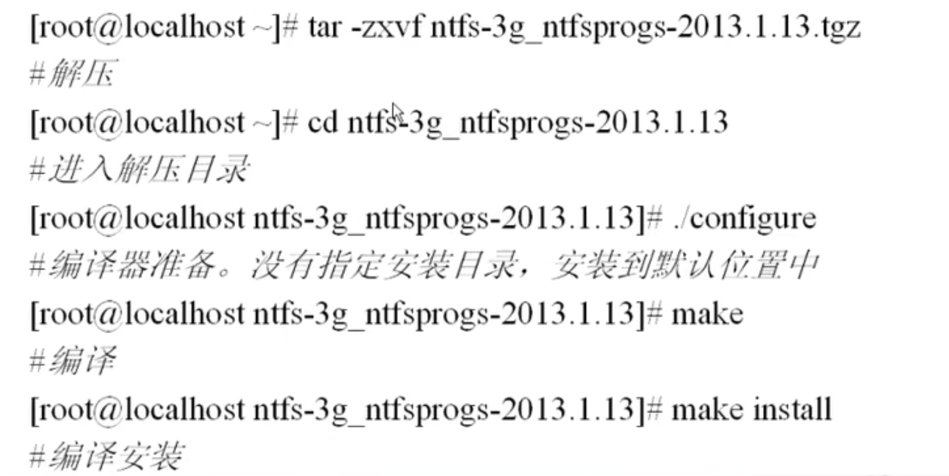 [root@localhost ~]# tar -zxvf ntfs-3g_ntfsprogs-2013.1.13.tgz
#解压
[root@localhost ~]# cd ntfs-3g_ntfsprogs-2013.1.13
#进入解压目录
[root@localhost ntfs-3g_ntfsprogs-2013.1.13]# ./configure
#编译器准备。没有指定安装目录，安装到默认位置中
[root@localhost ntfs-3g_ntfsprogs-2013.1.13]# make
#编译
[root@localhost ntfs-3g_ntfsprogs-2013.1.13]# make install
#编译安装